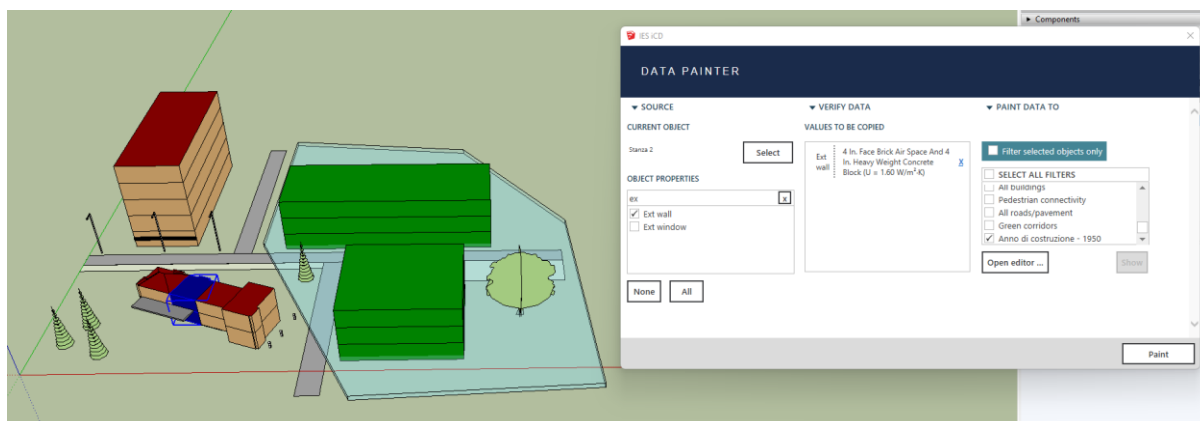 Components
IES iCD
DATA PAINTER
SOURCE
CURRENT OBJECT
Stanza 2
Select
OBJECT PROPERTIES
ex
x
Ext wall
Ext window
None
All
VERIFY DATA
VALUES TO BE COPIED
Ext
wall
4 In. Face Brick Air Space And 4
In. Heavy Weight Concrete
Block (U = 1.60 W/m²·K)
X
PAINT DATA TO
Filter selected objects only
SELECT ALL FILTERS
All buildings
Pedestrian connectivity
All roads/pavement
Green corridors
Anno di costruzione - 1950
Open editor ...
Show
Paint